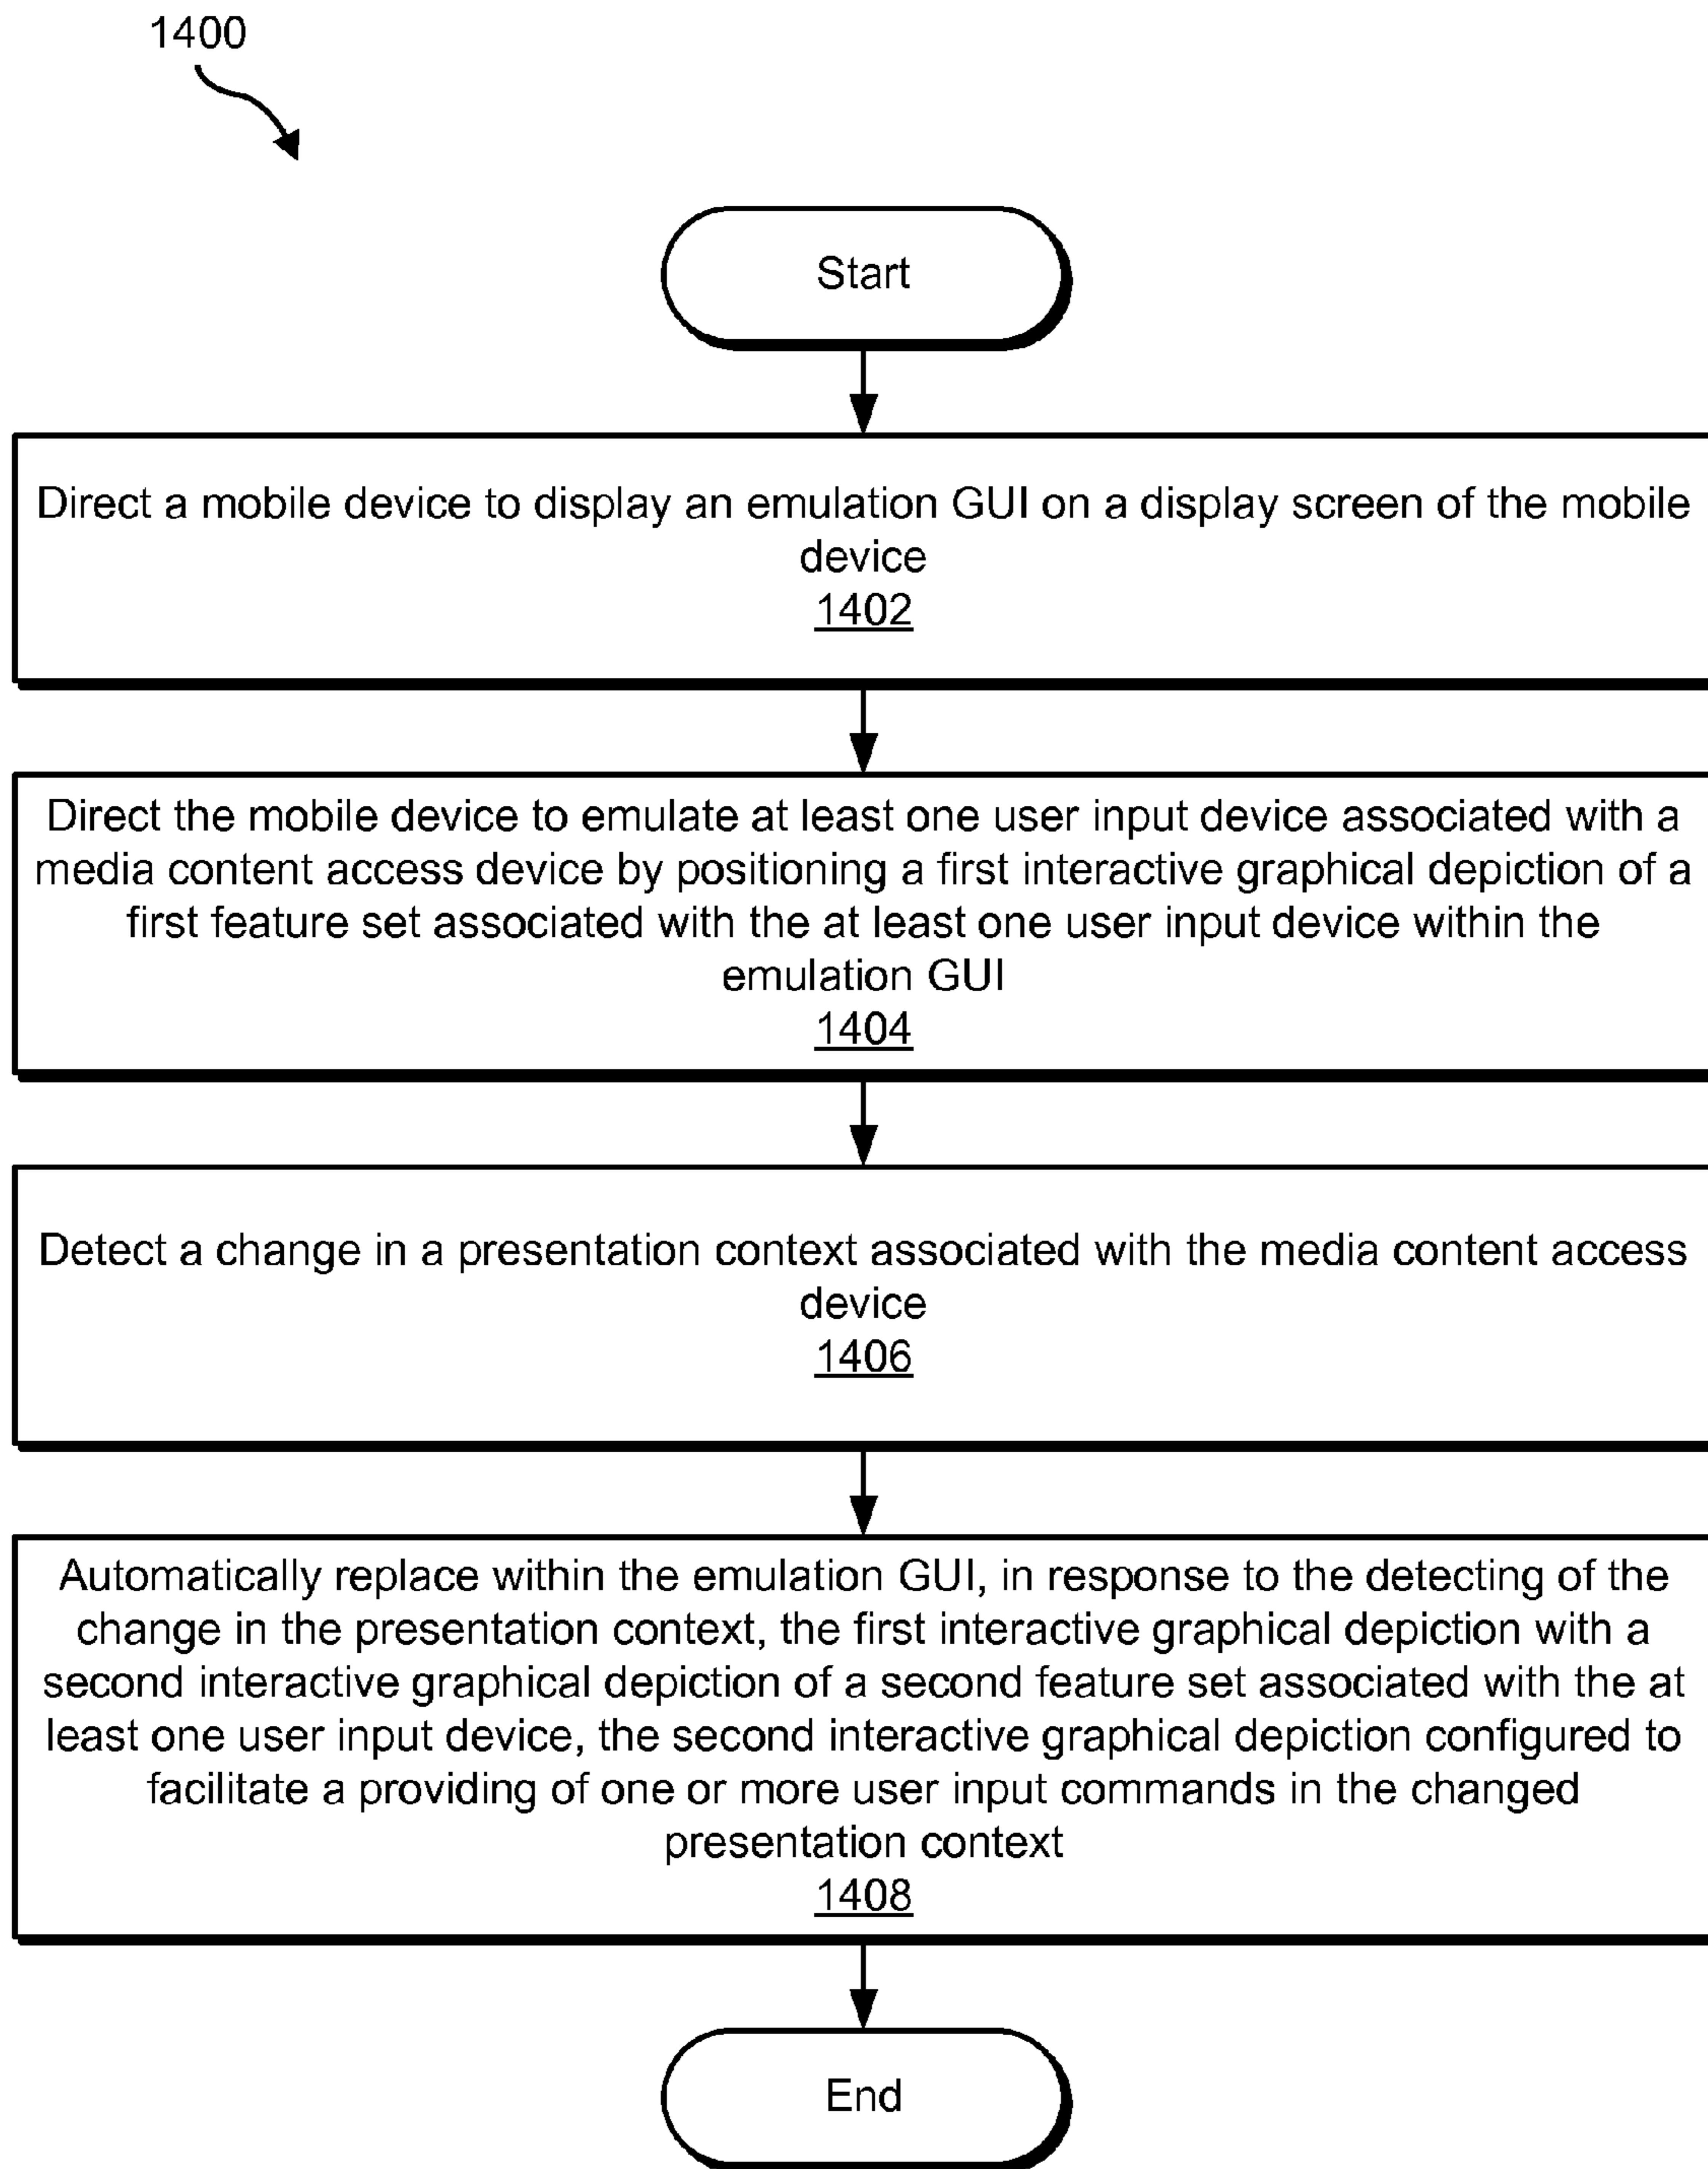 1400
Start
Direct a mobile device to display an emulation GUI on a display screen of the mobile
device
1402
Direct the mobile device to emulate at least one user input device associated with a
media content access device by positioning a first interactive graphical depiction of a
first feature set associated with the at least one user input device within the
emulation GUI
1404
Detect a change in a presentation context associated with the media content access
device
1406
Automatically replace within the emulation GUI, in response to the detecting of the
change in the presentation context, the first interactive graphical depiction with a
second interactive graphical depiction of a second feature set associated with the at
least one user input device, the second interactive graphical depiction configured to
facilitate a providing of one or more user input commands in the changed
presentation context
1408
End